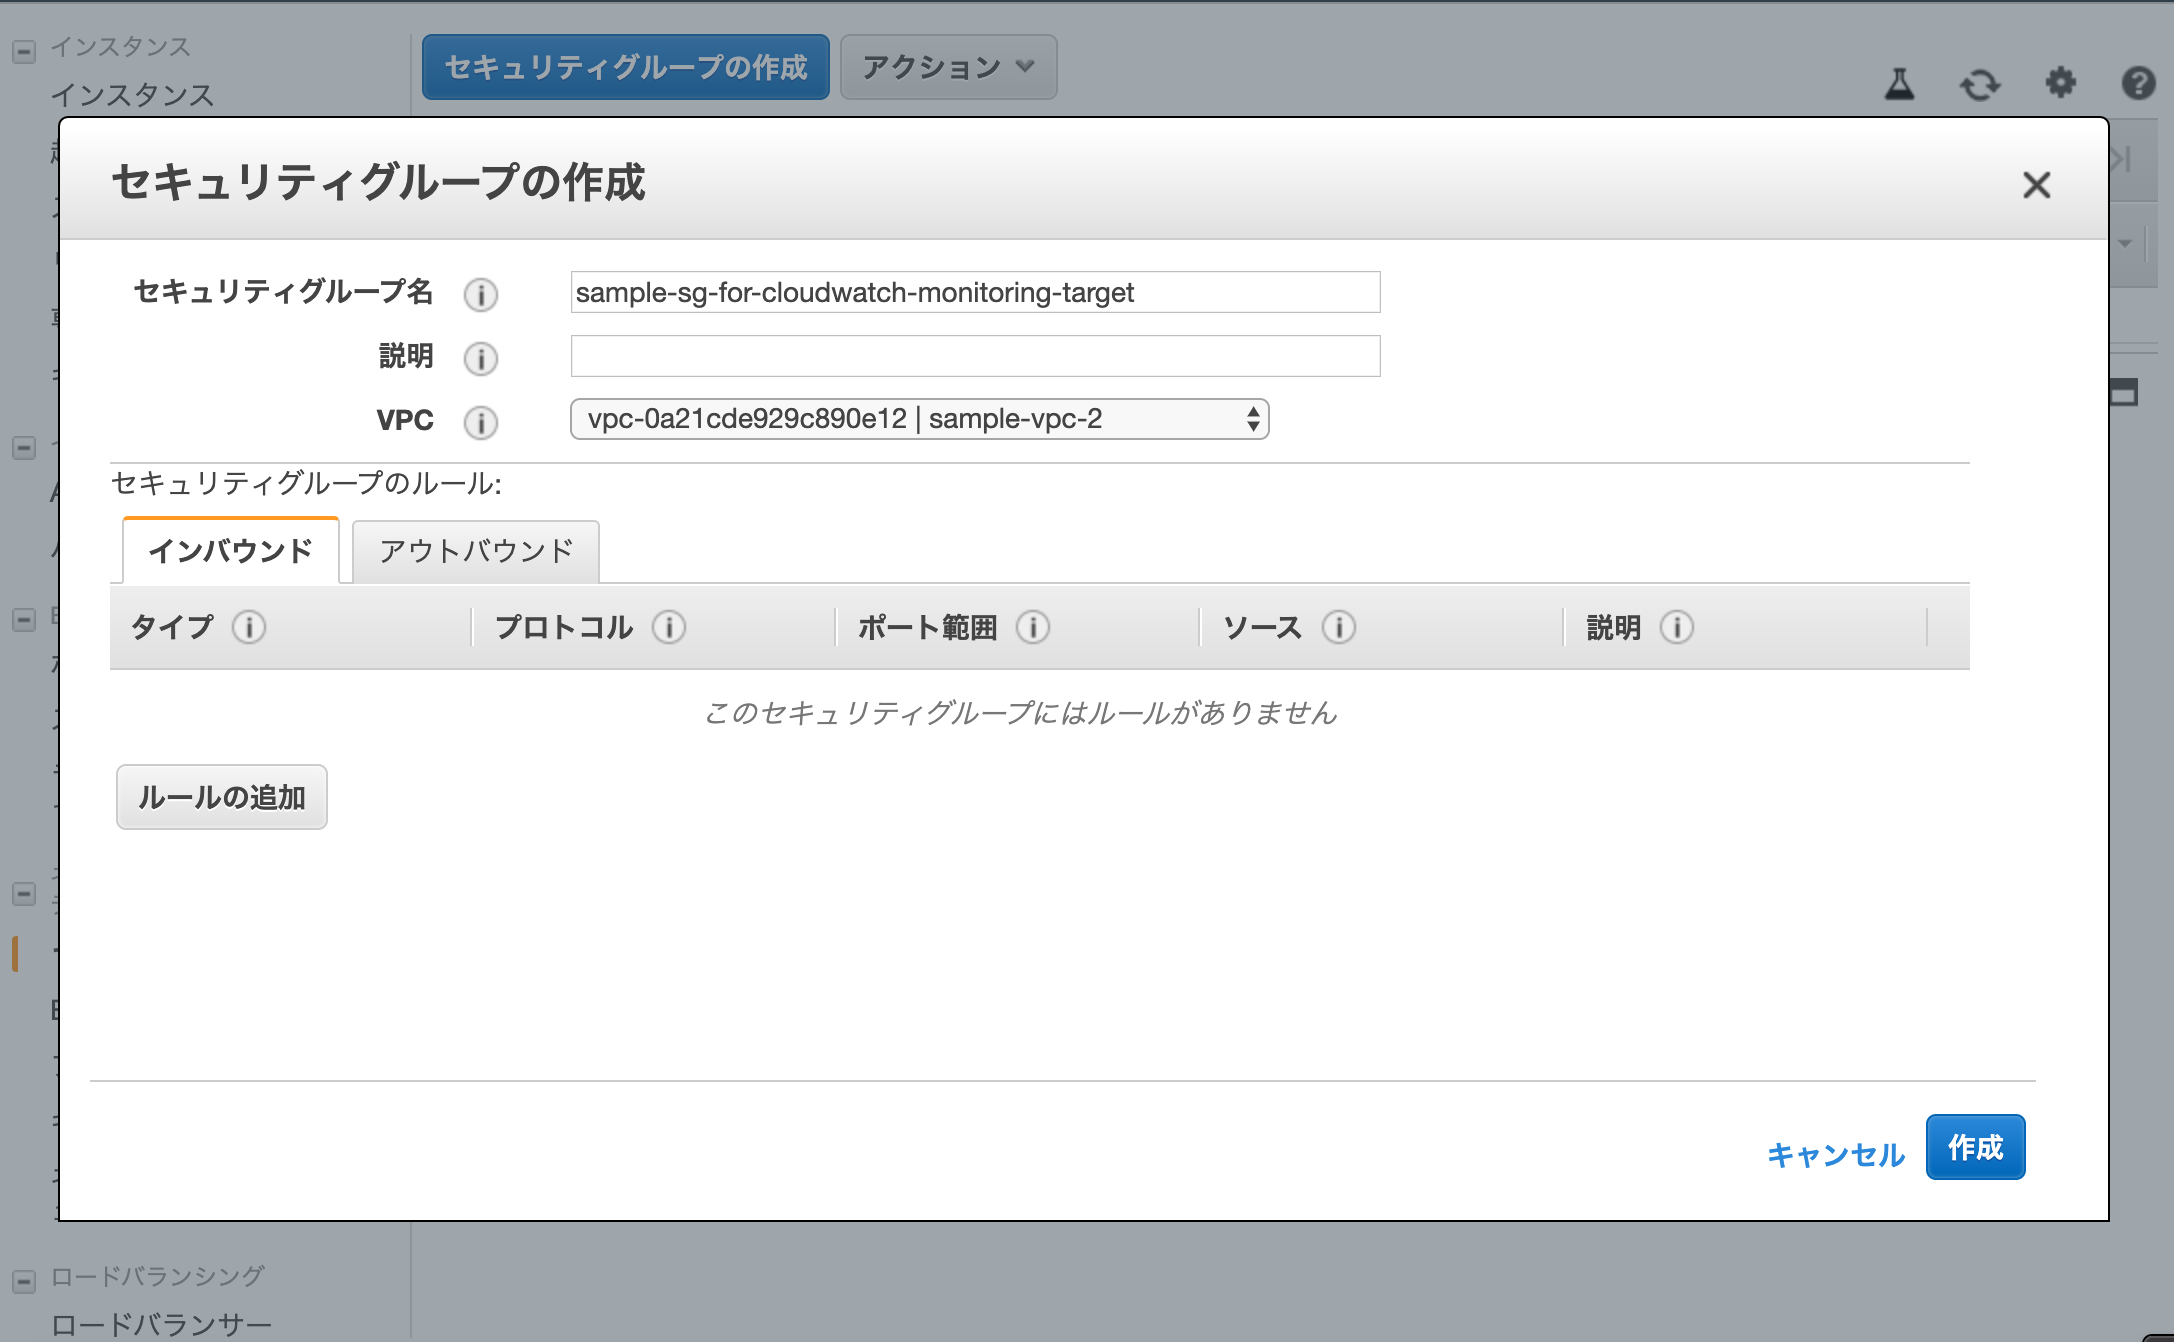 インスタンス
インスタンス
セキュリティグループの作成
アクション
セキュリティグループの作成
セキュリティグループ名
sample-sg-for-cloudwatch-monitoring-target
説明
VPC
vpc-0a21cde929c890e12 | sample-vpc-2
セキュリティグループのルール:
インバウンド
アウトバウンド
タイプ
プロトコル
ポート範囲
ソース
説明
このセキュリティグループにはルールがありません
ルールの追加
キャンセル
作成
ロードバランシング
ロードバランサー